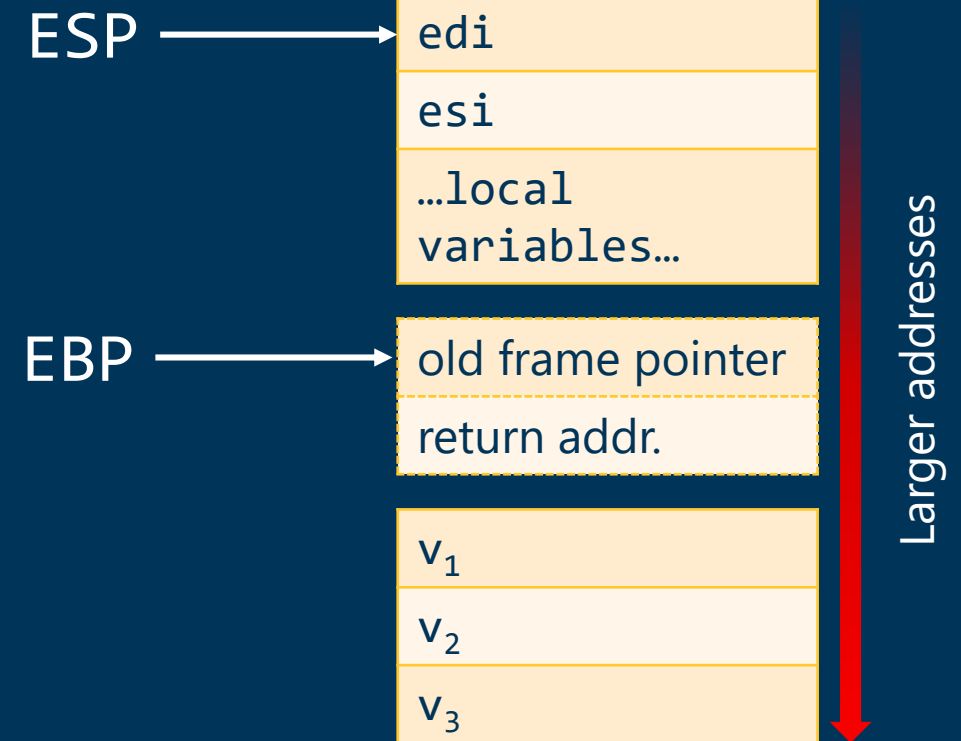 ESP
edi
esi
…local
variables…
EBP
old frame pointer
return addr.
v₁
v₂
v₃
Larger addresses